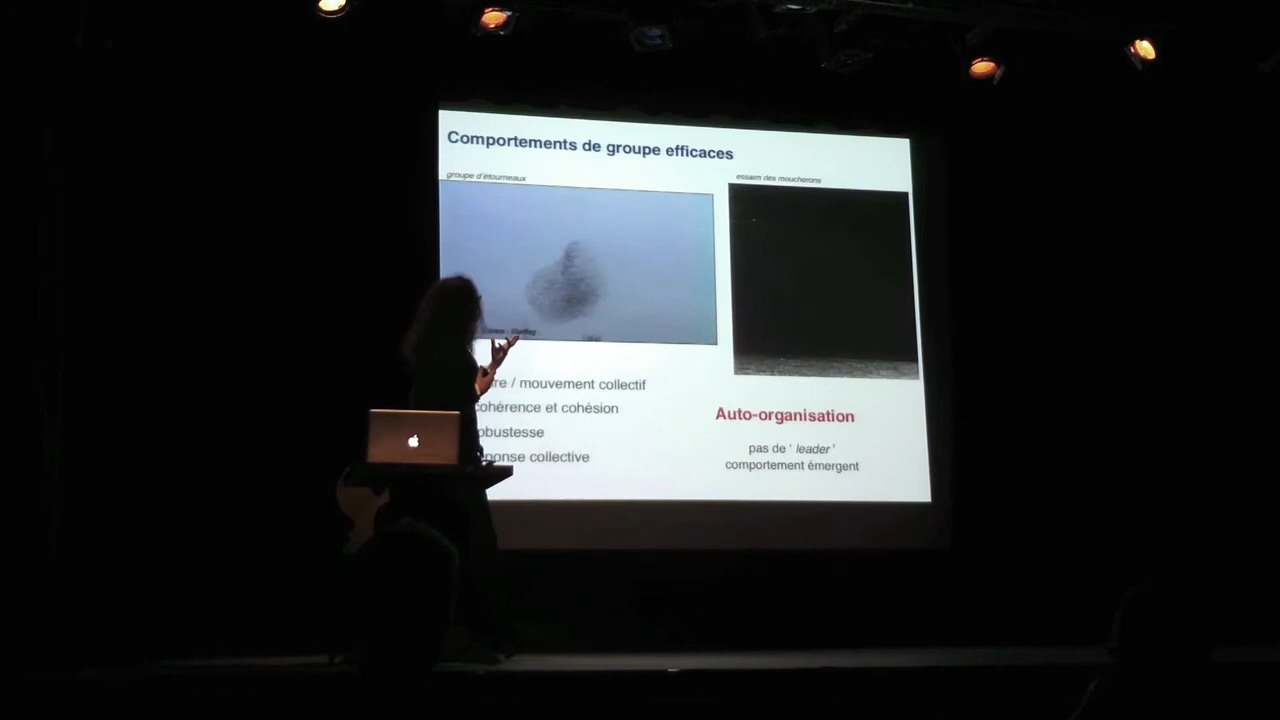 Comportements de groupe efficaces
groupe d'étourneaux
essaim des moucherons
/ mouvement collectif
cohérence et cohésion
obustesse
ponse collective
Auto-organisation
pas de ' leader '
comportement émergent